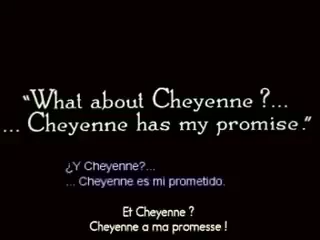 “What about Cheyenne?...
... Cheyenne has my promise.”
¿Y Cheyenne?...
... Cheyenne es mi prometido.
Et Cheyenne ?
Cheyenne a ma promesse !